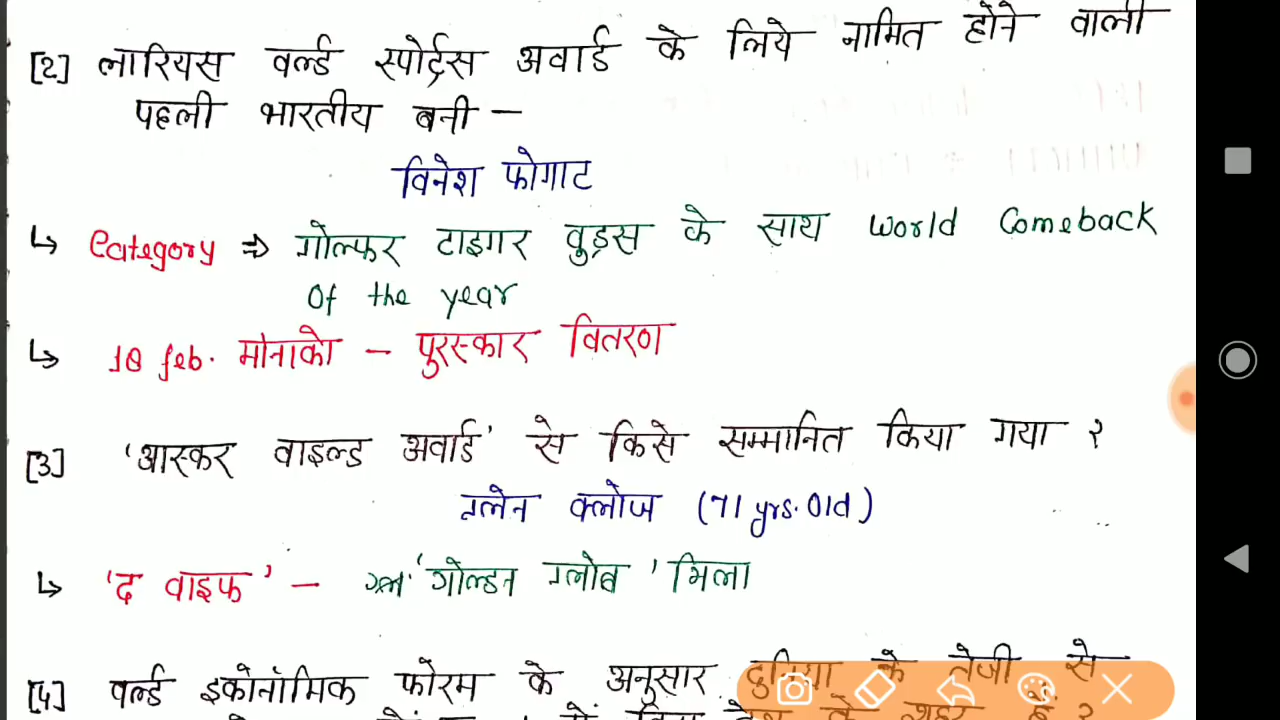 [2] लारियस वर्ल्ड स्पोर्ट्स अवार्ड के लिये नामित होने वाली
पहली भारतीय बनी –
विनेश फोगाट
↳ Category ⇒ गोल्फर टाइगर वुड्स के साथ World Comeback
Of the year
↳ 18 feb. मोनाको – पुरस्कार वितरण
[3] 'आस्कर वाइल्ड अवार्ड' से किसे सम्मानित किया गया ?
ग्लेन क्लोज (71 yrs. Old)
↳ 'द वाइफ' – 'गोल्डन ग्लोब' मिला
[4] वर्ल्ड इकोनॉमिक फोरम के अनुसार दुनिया के तेजी से